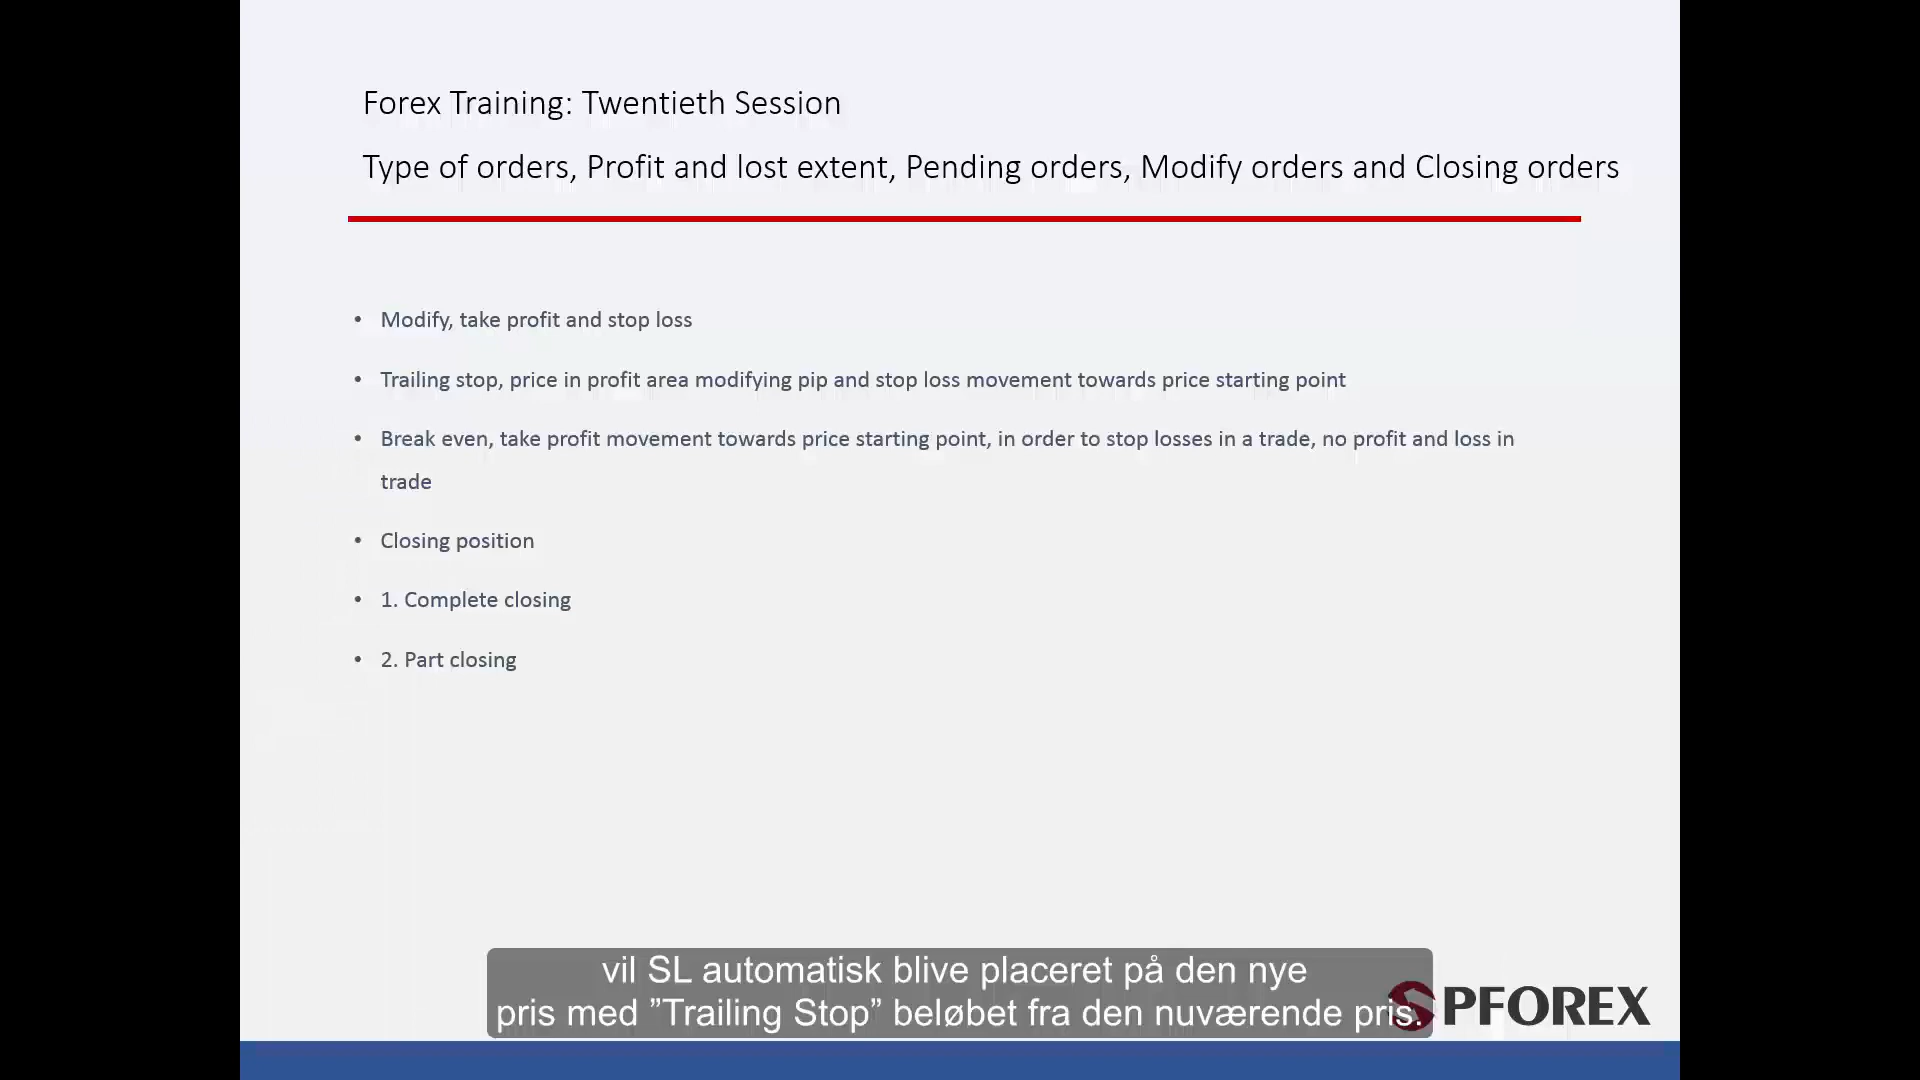 Forex Training: Twentieth Session
Type of orders, Profit and lost extent, Pending orders, Modify orders and Closing orders
• Modify, take profit and stop loss
• Trailing stop, price in profit area modifying pip and stop loss movement towards price starting point
• Break even, take profit movement towards price starting point, in order to stop losses in a trade, no profit and loss in
trade
• Closing position
• 1. Complete closing
• 2. Part closing
vil SL automatisk blive placeret på den nye
pris med ”Trailing Stop” beløbet fra den nuværende pris.
PFOREX